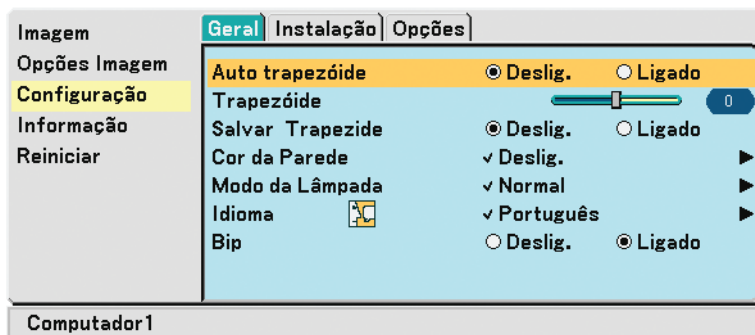 Imagem
Opções Imagem
Configuração
Informação
Reiniciar
Geral Instalação Opções
Auto trapezóide Deslig. Ligado
Trapezóide 0
Salvar Trapezide Deslig. Ligado
Cor da Parede Deslig.
Modo da Lâmpada Normal
Idioma Português
Bip Deslig. Ligado
Computador1